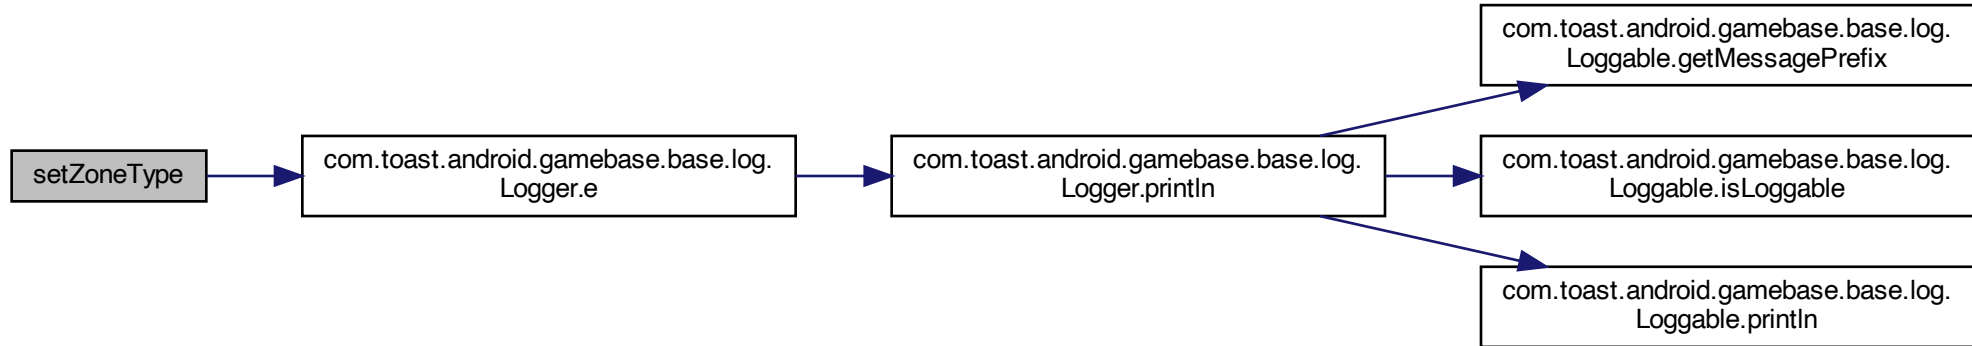 setZoneType
com.toast.android.gamebase.base.log.
Logger.e
com.toast.android.gamebase.base.log.
Logger.println
com.toast.android.gamebase.base.log.
Loggable.getMessagePrefix
com.toast.android.gamebase.base.log.
Loggable.isLoggable
com.toast.android.gamebase.base.log.
Loggable.println